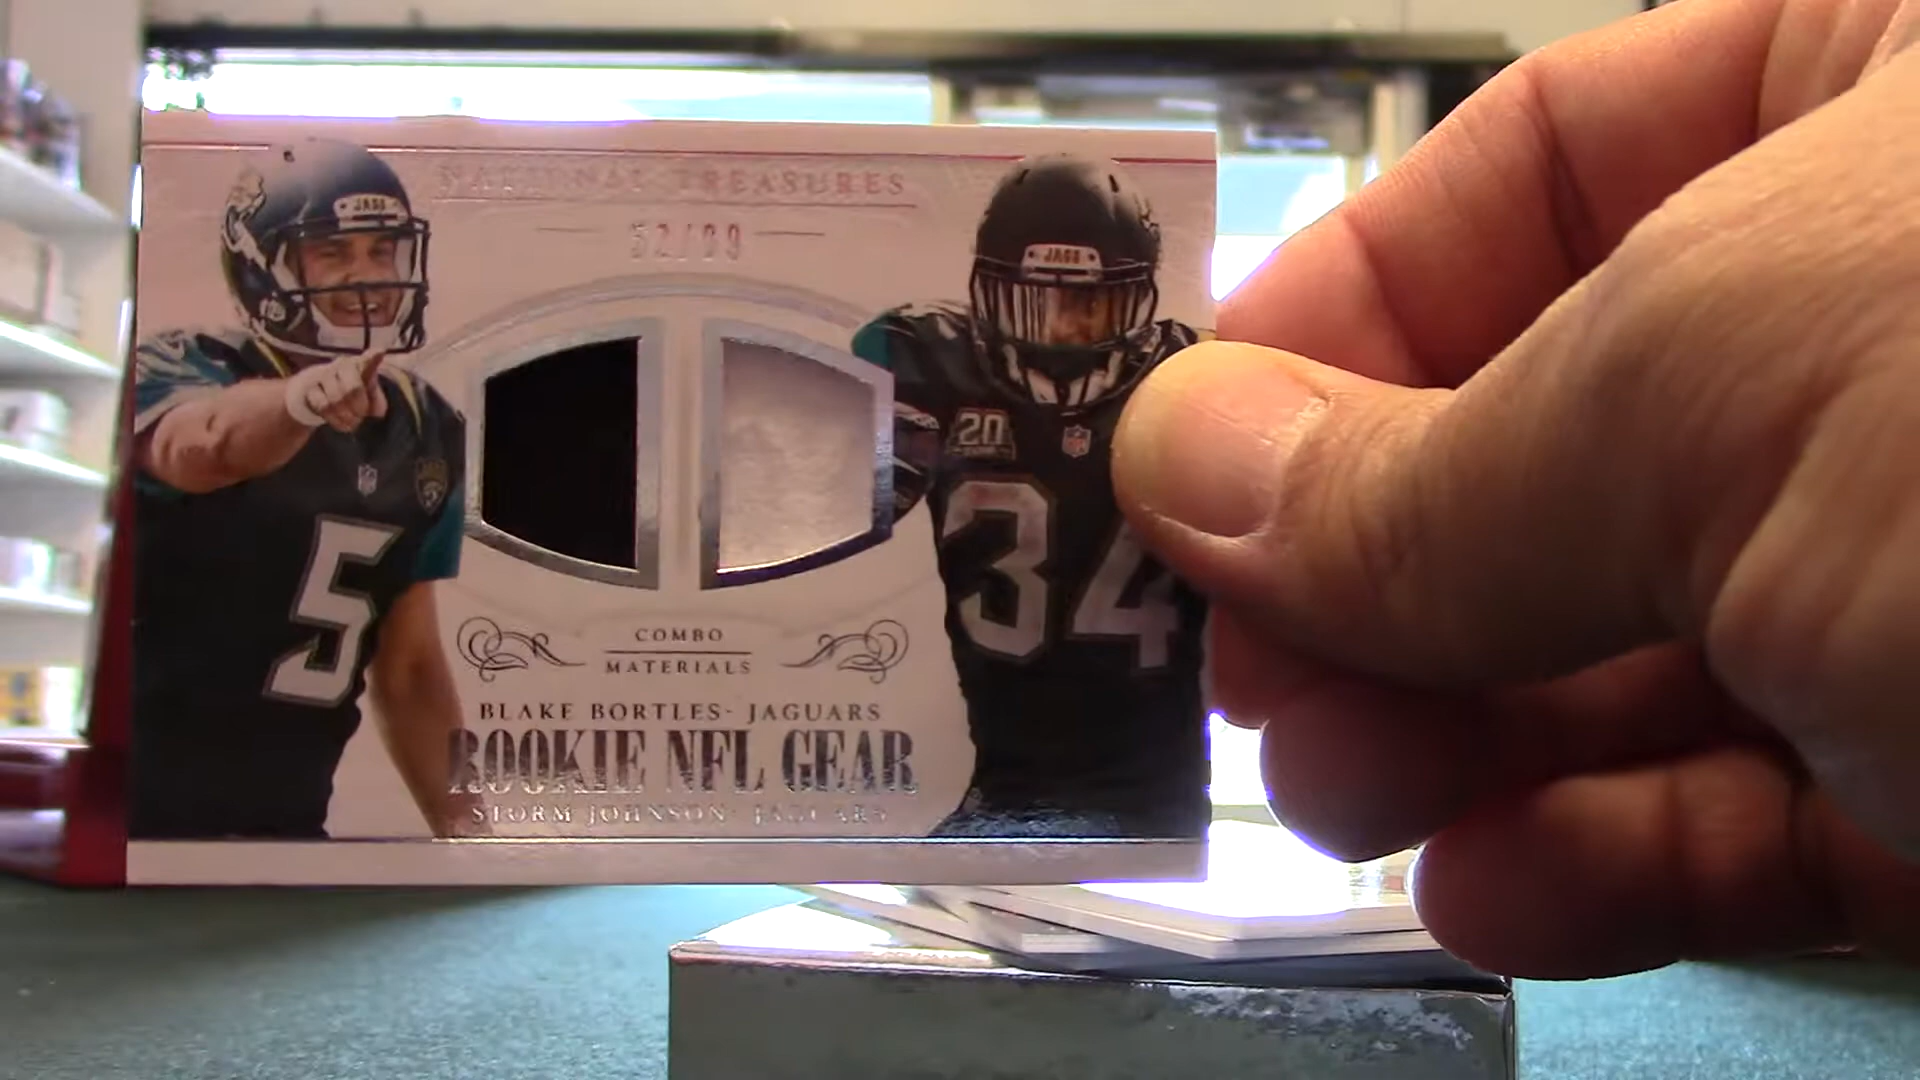 NATIONAL TREASURES
52/99
JAGS
JAGS
20
5
34
COMBO
MATERIALS
BLAKE BORTLES- JAGUARS
ROOKIE NFL GEAR
STORM JOHNSON- JAGUARS